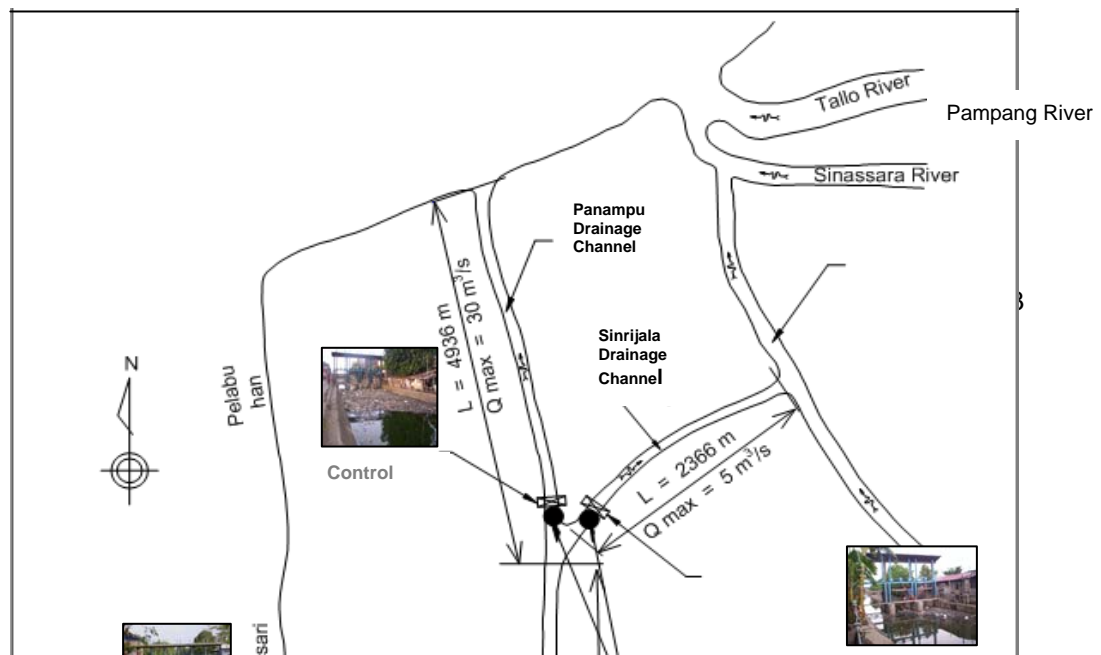 Tallo River
Pampang River
Sinassara River
Panampu
Drainage
Channel
L = 4936 m
Q max = 30 m³/s
Sinrijala
Drainage
Channel
N
Pelabu
han
Control
L = 2366 m
Q max = 5 m³/s
sari